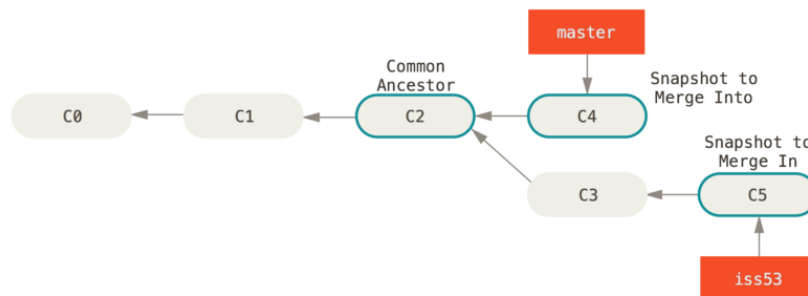 master
Common
Ancestor
Snapshot to
Merge Into
C0
C1
C2
C4
Snapshot to
Merge In
C3
C5
iss53